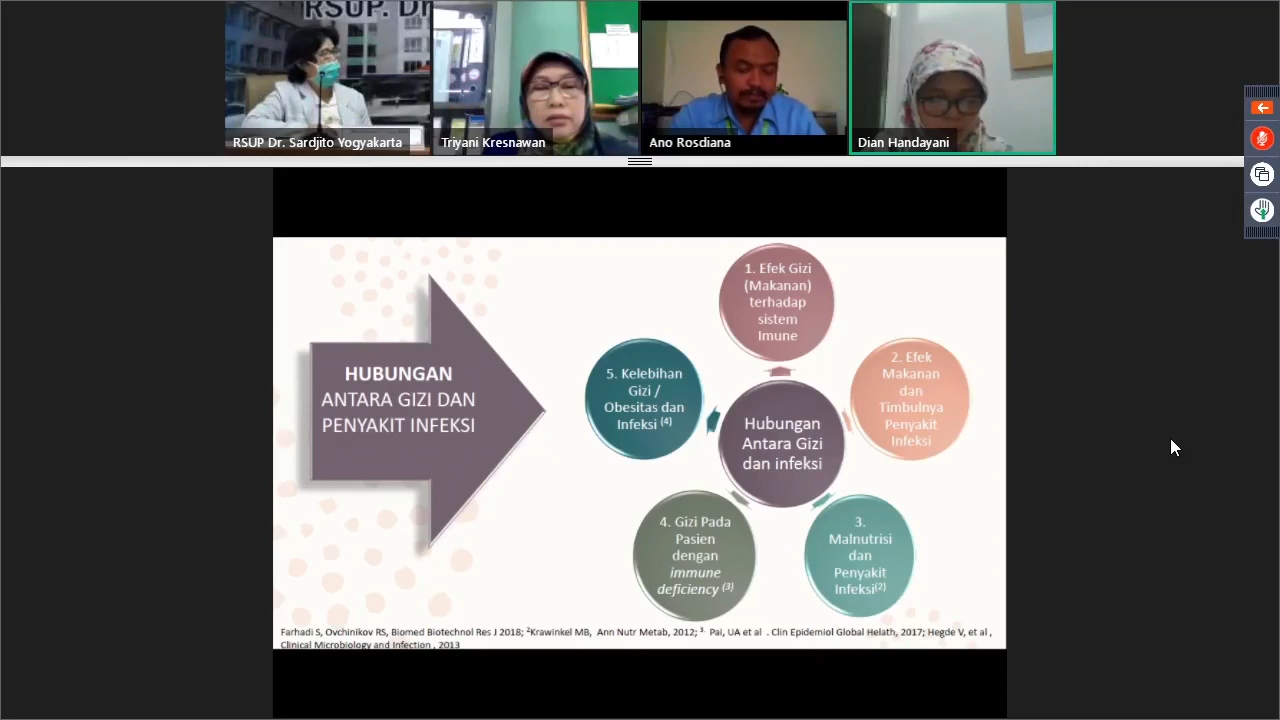 RSUP. Dr
RSUP Dr. Sardjito Yogyakarta
Triyani Kresnawan
Ano Rosdiana
Dian Handayani
HUBUNGAN
ANTARA GIZI DAN
PENYAKIT INFEKSI
1. Efek Gizi
(Makanan)
terhadap
sistem
Imune
2. Efek
Makanan
dan
Timbulnya
Penyakit
Infeksi
3.
Malnutrisi
dan
Penyakit
Infeksi(2)
4. Gizi Pada
Pasien
dengan
immune
deficiency (3)
5. Kelebihan
Gizi /
Obesitas dan
Infeksi (4)
Hubungan
Antara Gizi
dan infeksi
Farhadi S, Ovchinikov RS, Biomed Biotechnol Res J 2018; 2Krawinkel MB, Ann Nutr Metab, 2012; 3. Pai, UA et al . Clin Epidemiol Global Helath, 2017; Hegde V, et al ,
Clinical Microbiology and Infection , 2013